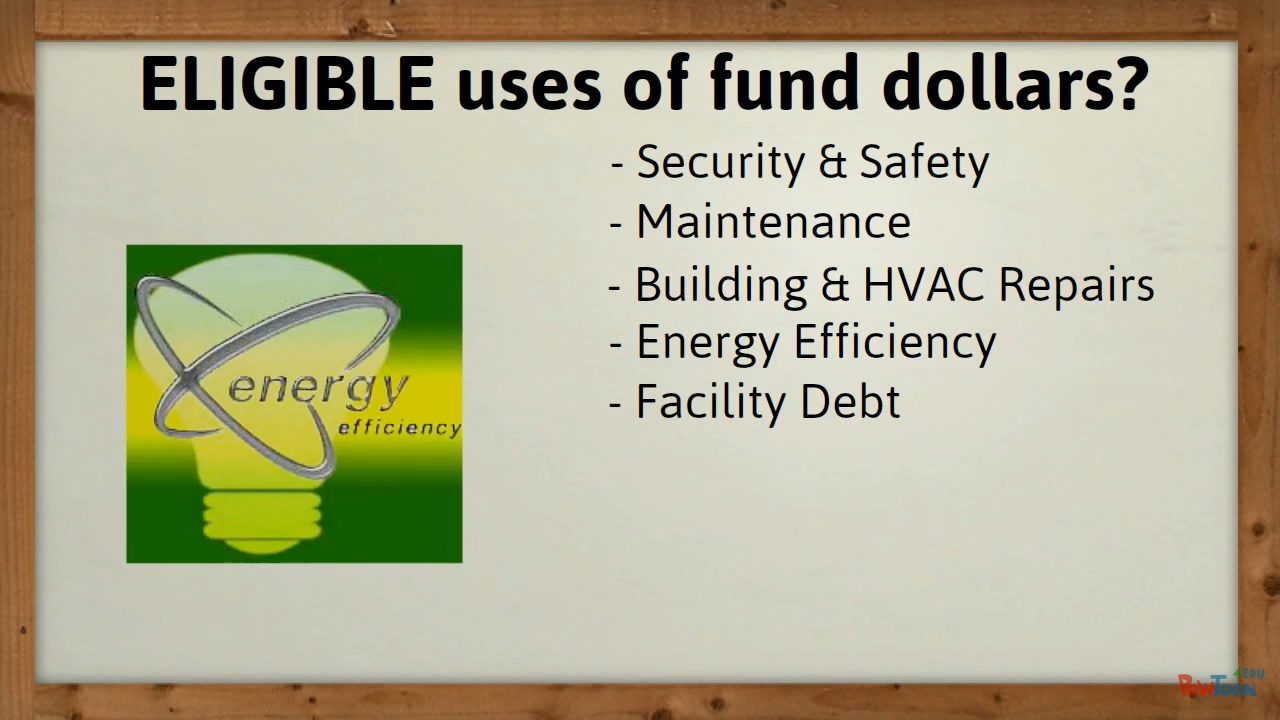 ELIGIBLE uses of fund dollars?
- Security & Safety
- Maintenance
- Building & HVAC Repairs
- Energy Efficiency
- Facility Debt
energy
efficiency
POWTOON
EDU